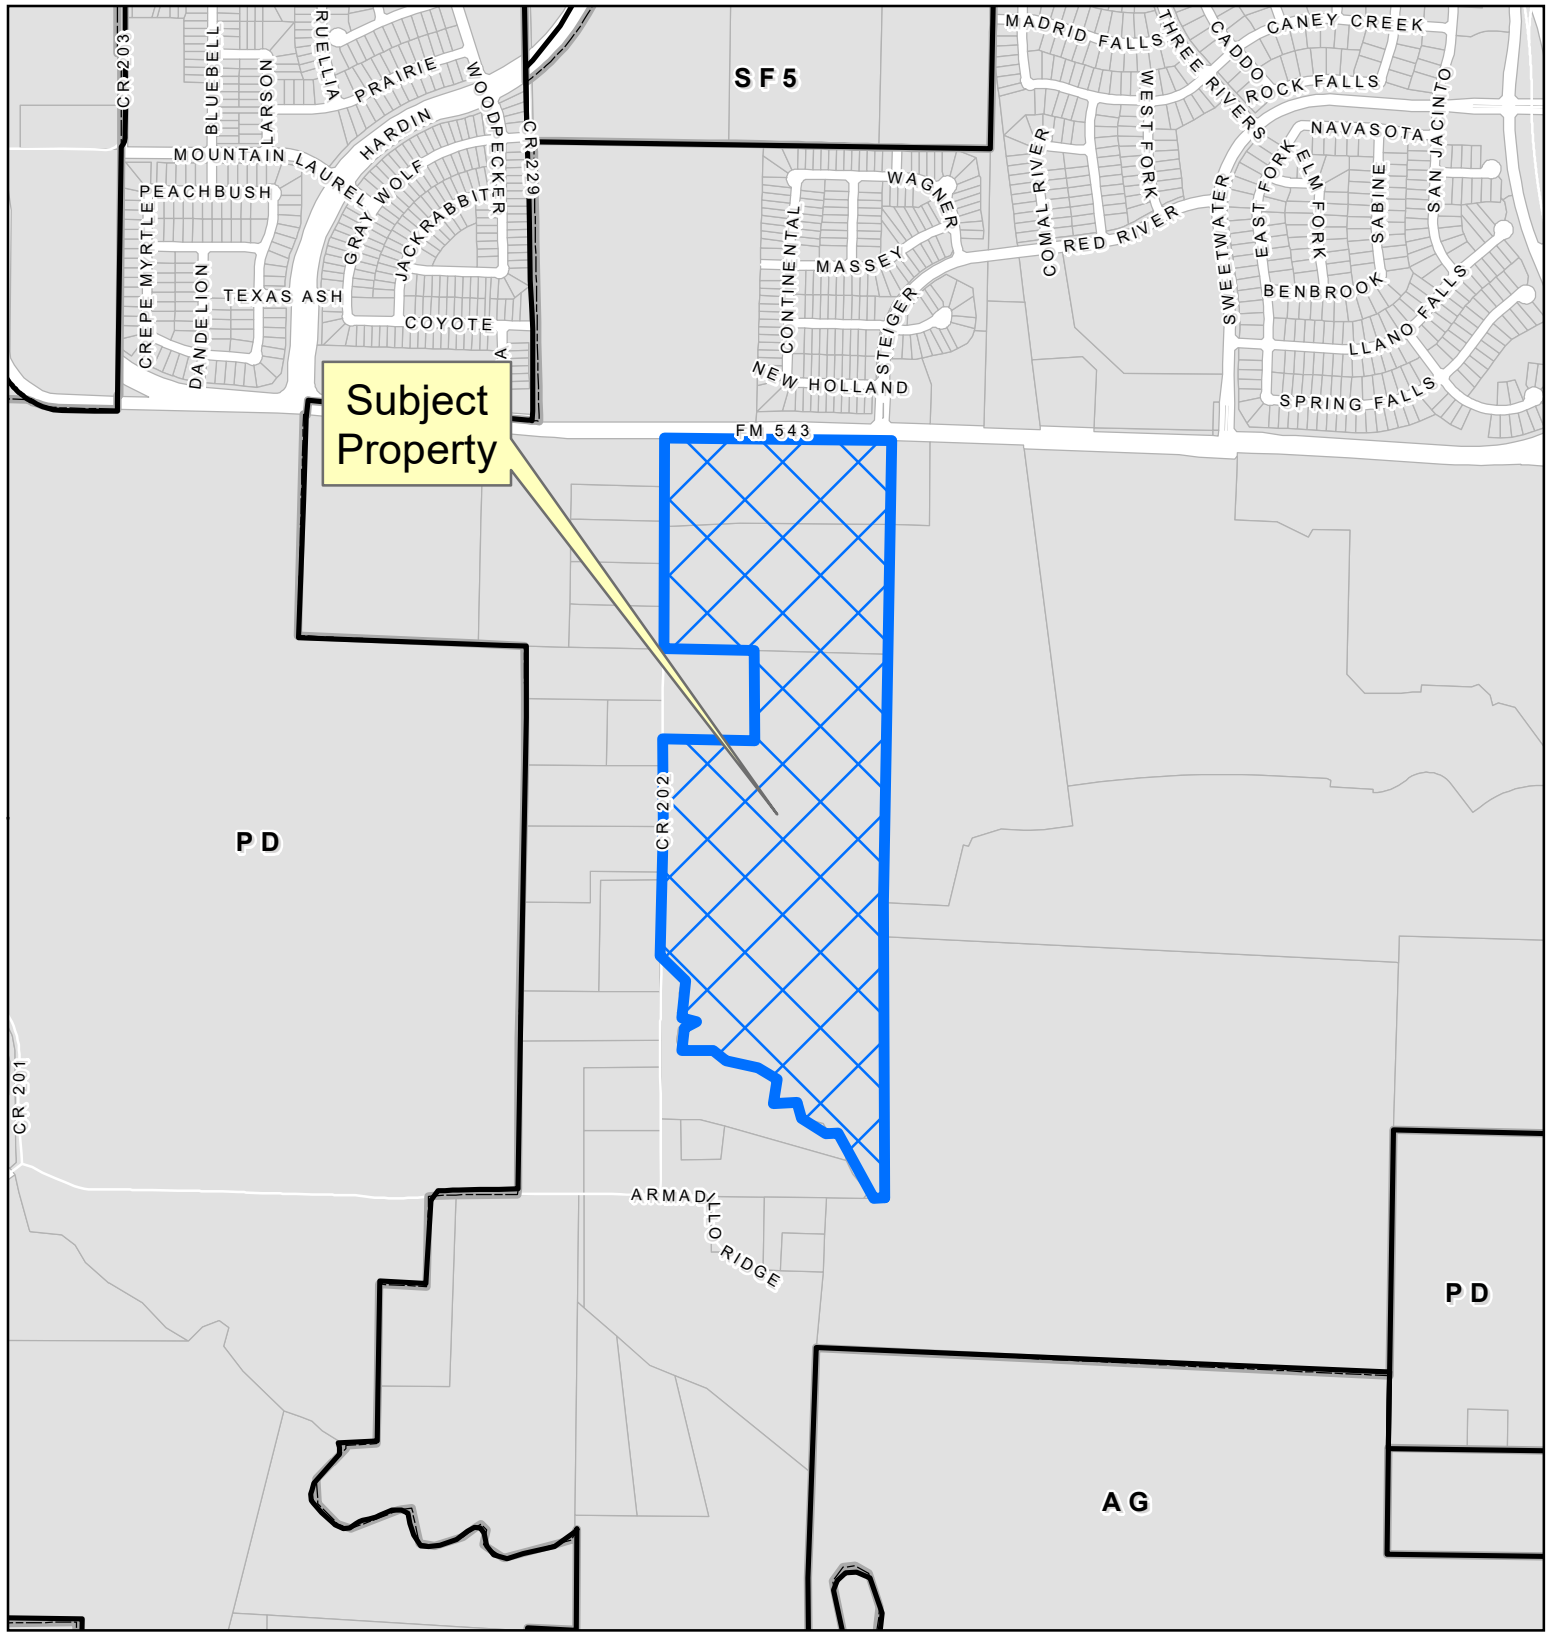 CR 203
BLUEBELL
LARSON
RUELLIA
PRAIRIE
WOODPECKER
HARDIN
MOUNTAIN LAUREL
GRAY WOLF
PEACHBUSH
JACKRABBIT
CREPE MYRTLE
DANDELION
TEXAS ASH
COYOTE
A
CR 229
SF5
MADRID FALLS
THREE RIVERS
CADDO
CANEY CREEK
ROCK FALLS
WEST FORK
COMAL RIVER
NAVASOTA
SAN JACINTO
EAST FORK
ELM FORK
SABINE
SWEETWATER
RED RIVER
BENBROOK
LLANO FALLS
SPRING FALLS
WAGNER
CONTINENTAL
MASSEY
STEIGER
NEW HOLLAND
Subject
Property
FM 543
CR 202
PD
CR 201
ARMADILLO RIDGE
PD
AG